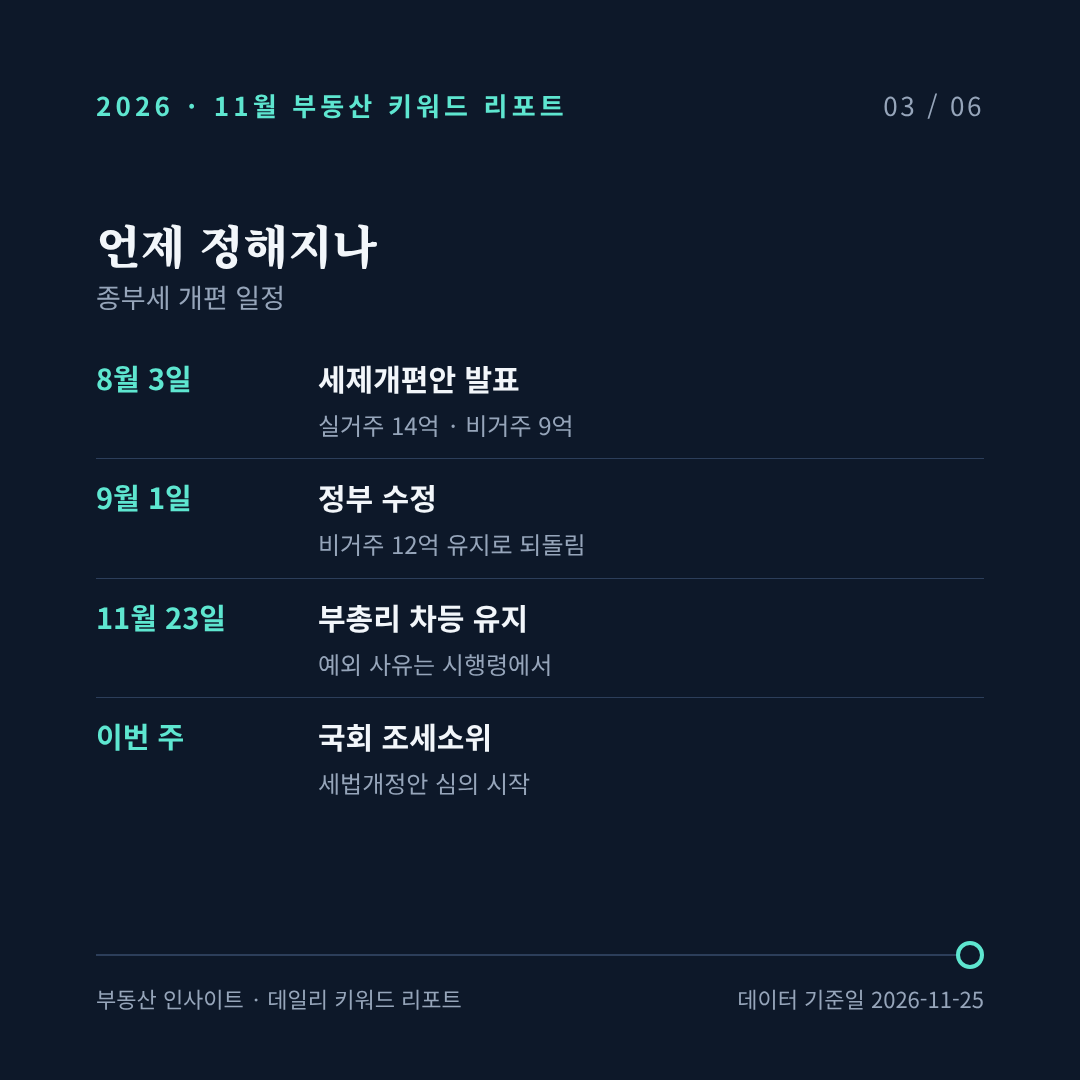 2026 · 11월 부동산 키워드 리포트
03 / 06
언제 정해지나
종부세 개편 일정
8월 3일
세제개편안 발표
실거주 14억 · 비거주 9억
9월 1일
정부 수정
비거주 12억 유지로 되돌림
11월 23일
부총리 차등 유지
예외 사유는 시행령에서
이번 주
국회 조세소위
세법개정안 심의 시작
부동산 인사이트 · 데일리 키워드 리포트
데이터 기준일 2026-11-25